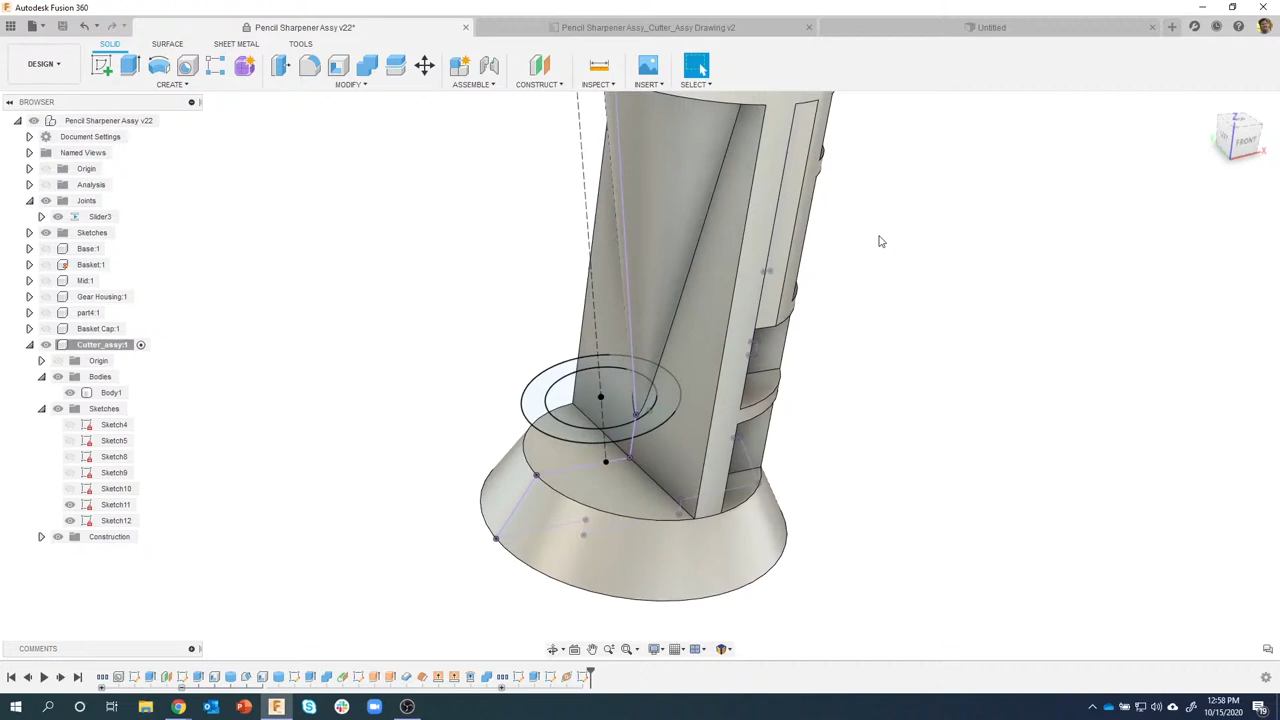 Autodesk Fusion 360
Pencil Sharpener Assy v22*
Pencil Sharpener Assy_Cutter_Assy Drawing v2
Untitled
SOLID
SURFACE
SHEET METAL
TOOLS
DESIGN
CREATE
MODIFY
ASSEMBLE
CONSTRUCT
INSPECT
INSERT
SELECT
BROWSER
Pencil Sharpener Assy v22
Document Settings
Named Views
Origin
Analysis
Joints
Slider3
Sketches
Base:1
Basket:1
Mid:1
Gear Housing:1
part4:1
Basket Cap:1
Cutter_assy:1
Origin
Bodies
Body1
Sketches
Sketch4
Sketch5
Sketch8
Sketch9
Sketch10
Sketch11
Sketch12
Construction
Z
FRONT
X
COMMENTS
12:58 PM
10/15/2020